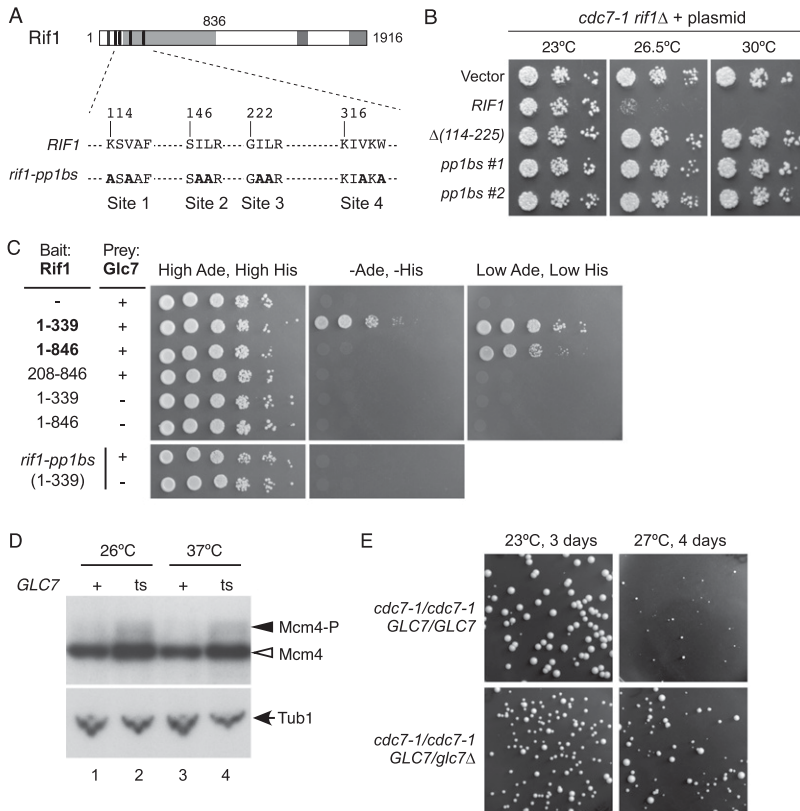 A
Rif1 1 836 1916
114 146 222 316
RIF1 KSVAF SILR GILR KIVKW
rif1-pp1bs ASAAF SAAR GAAR KIAKA
Site 1 Site 2 Site 3 Site 4
B
cdc7-1 rif1Δ + plasmid
23ºC 26.5ºC 30ºC
Vector
RIF1
Δ(114-225)
pp1bs #1
pp1bs #2
C
Bait: Prey:
Rif1 Glc7 High Ade, High His -Ade, -His Low Ade, Low His
- +
1-339 +
1-846 +
208-846 +
1-339 -
1-846 -
rif1-pp1bs +
(1-339) -
D
26ºC 37ºC
GLC7 + ts + ts
Mcm4-P
Mcm4
Tub1
1 2 3 4
E
23ºC, 3 days 27ºC, 4 days
cdc7-1/cdc7-1
GLC7/GLC7
cdc7-1/cdc7-1
GLC7/glc7Δ